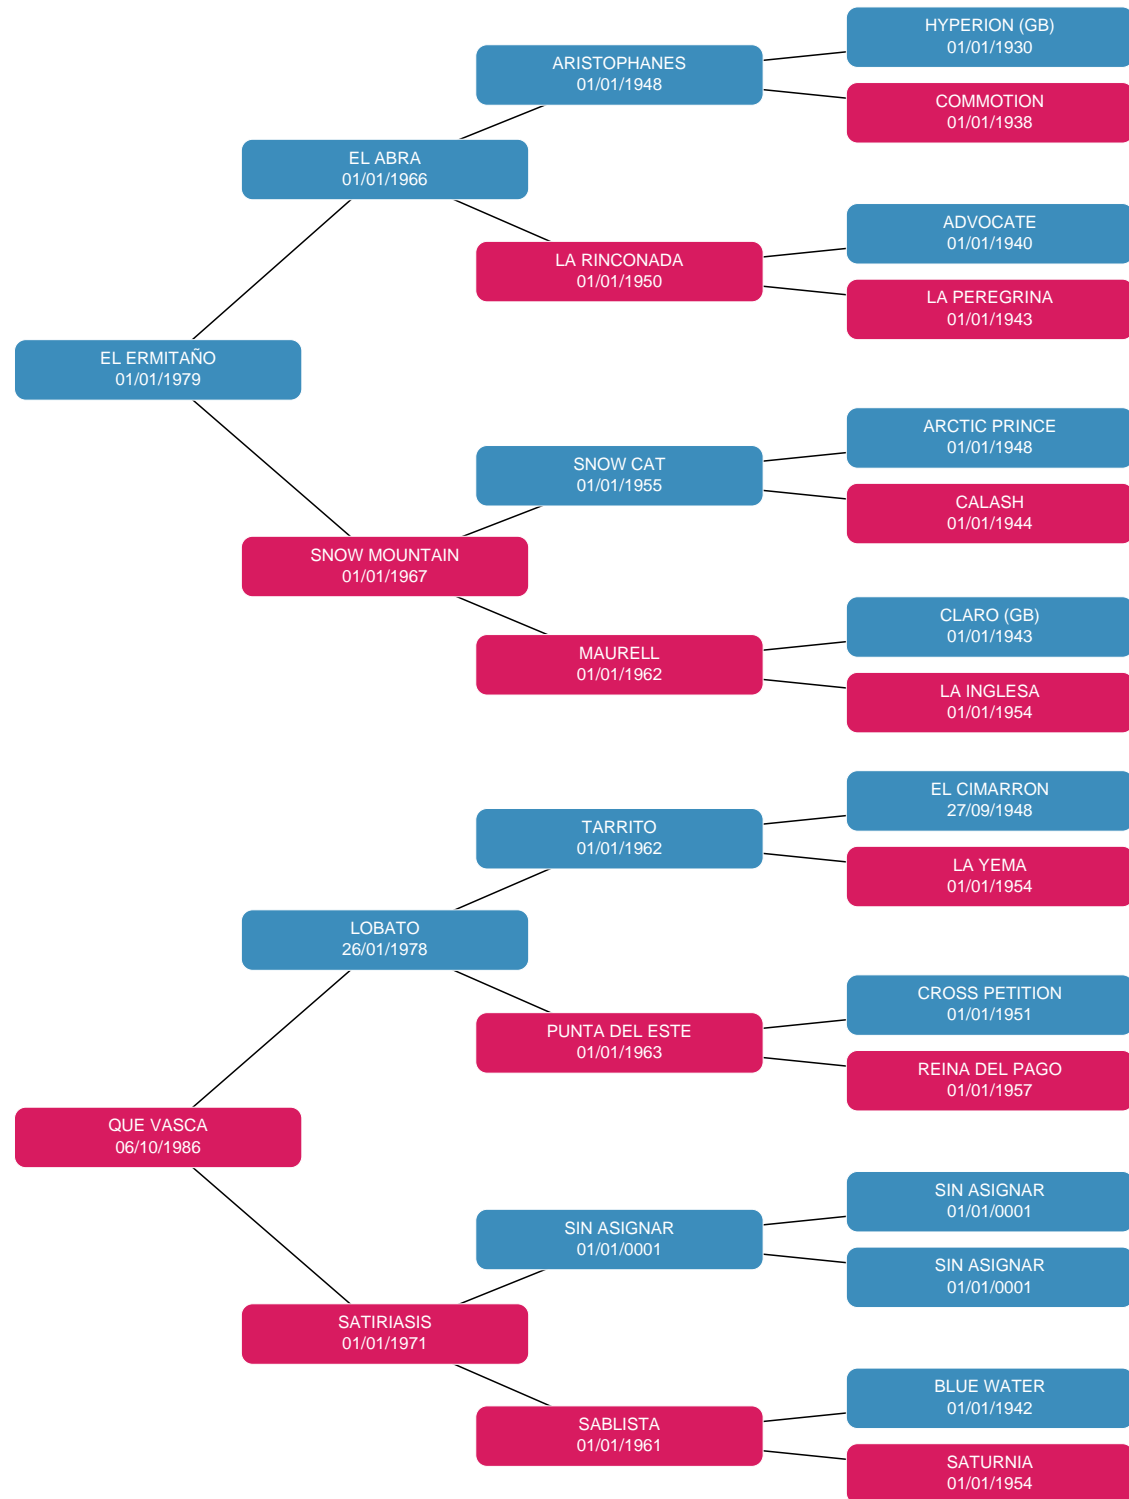 HYPERION (GB)
01/01/1930
ARISTOPHANES
01/01/1948
COMMOTION
01/01/1938
EL ABRA
01/01/1966
ADVOCATE
01/01/1940
LA RINCONADA
01/01/1950
LA PEREGRINA
01/01/1943
EL ERMITAÑO
01/01/1979
ARCTIC PRINCE
01/01/1948
SNOW CAT
01/01/1955
CALASH
01/01/1944
SNOW MOUNTAIN
01/01/1967
CLARO (GB)
01/01/1943
MAURELL
01/01/1962
LA INGLESA
01/01/1954
EL CIMARRON
27/09/1948
TARRITO
01/01/1962
LA YEMA
01/01/1954
LOBATO
26/01/1978
CROSS PETITION
01/01/1951
PUNTA DEL ESTE
01/01/1963
REINA DEL PAGO
01/01/1957
QUE VASCA
06/10/1986
SIN ASIGNAR
01/01/0001
SIN ASIGNAR
01/01/0001
SIN ASIGNAR
01/01/0001
SATIRIASIS
01/01/1971
BLUE WATER
01/01/1942
SABLISTA
01/01/1961
SATURNIA
01/01/1954